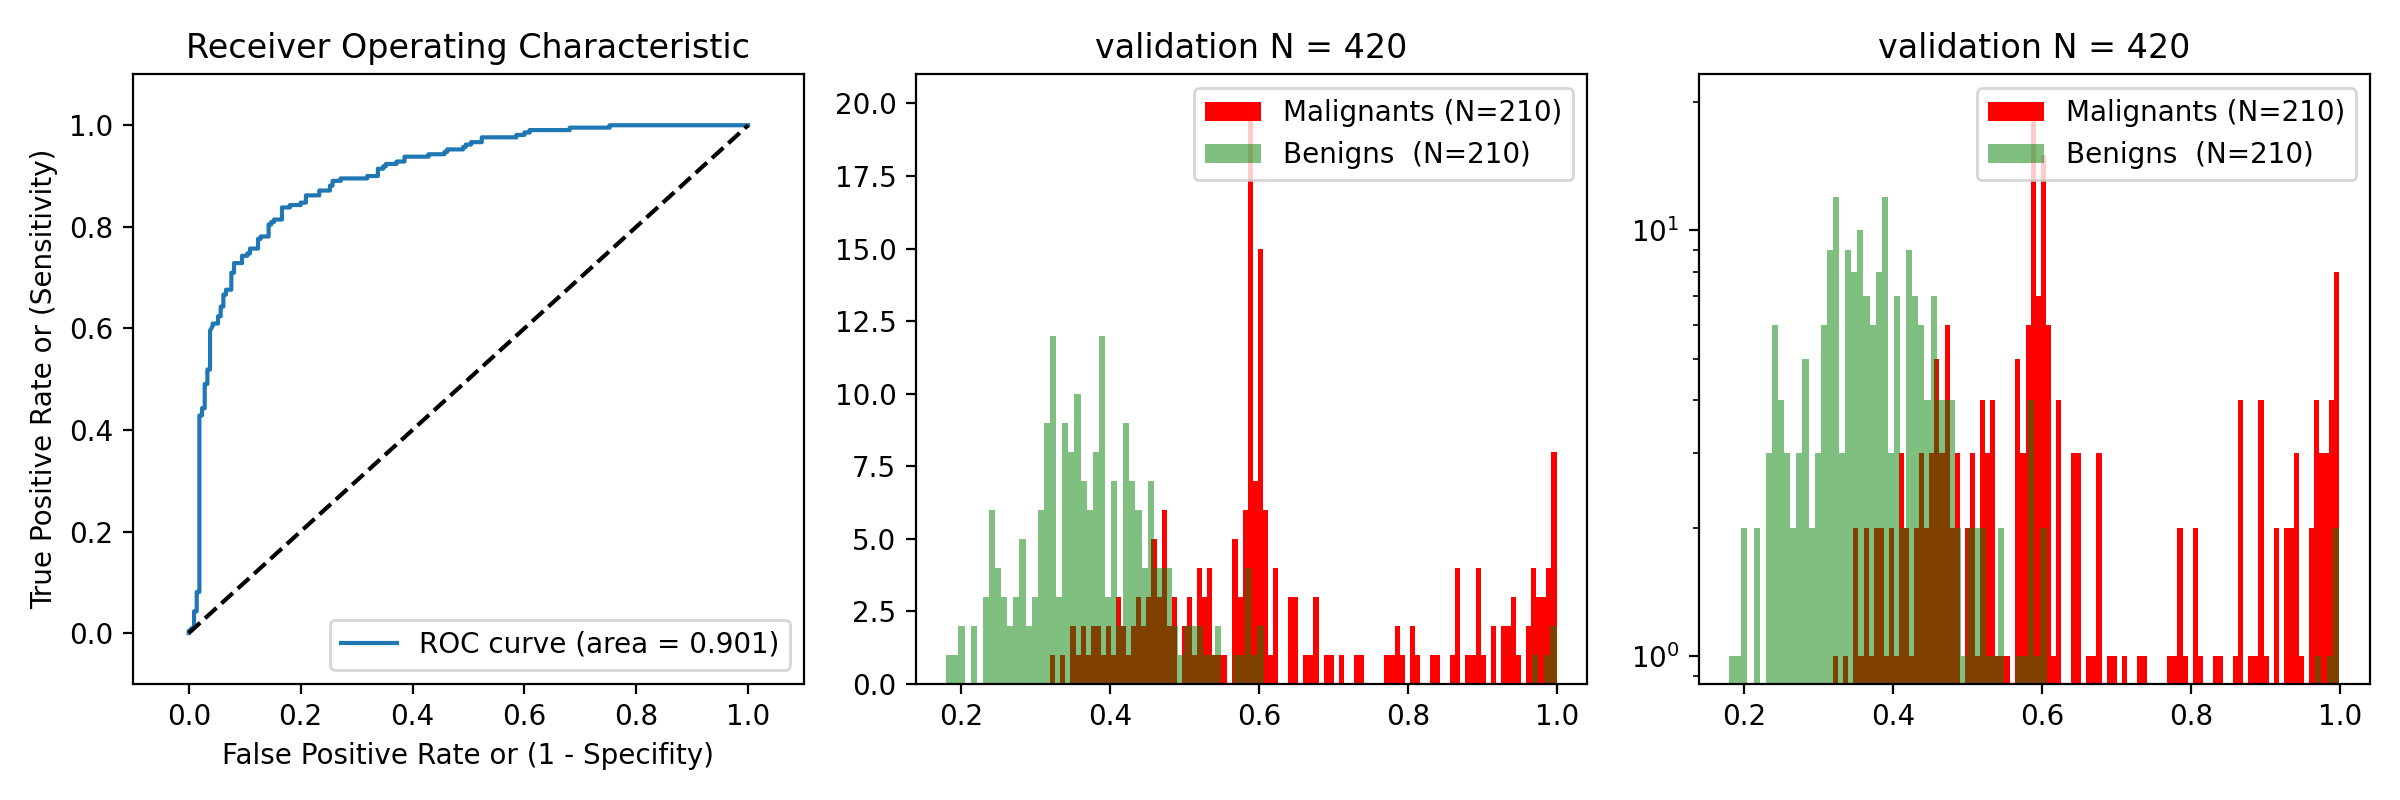 Receiver Operating Characteristic
True Positive Rate or (Sensitivity)
1.0
0.8
0.6
0.4
0.2
0.0
ROC curve (area = 0.901)
0.0 0.2 0.4 0.6 0.8 1.0
False Positive Rate or (1 - Specifity)
validation N = 420
20.0
17.5
15.0
12.5
10.0
7.5
5.0
2.5
0.0
Malignants (N=210)
Benigns (N=210)
0.2 0.4 0.6 0.8 1.0
validation N = 420
10¹
10⁰
Malignants (N=210)
Benigns (N=210)
0.2 0.4 0.6 0.8 1.0